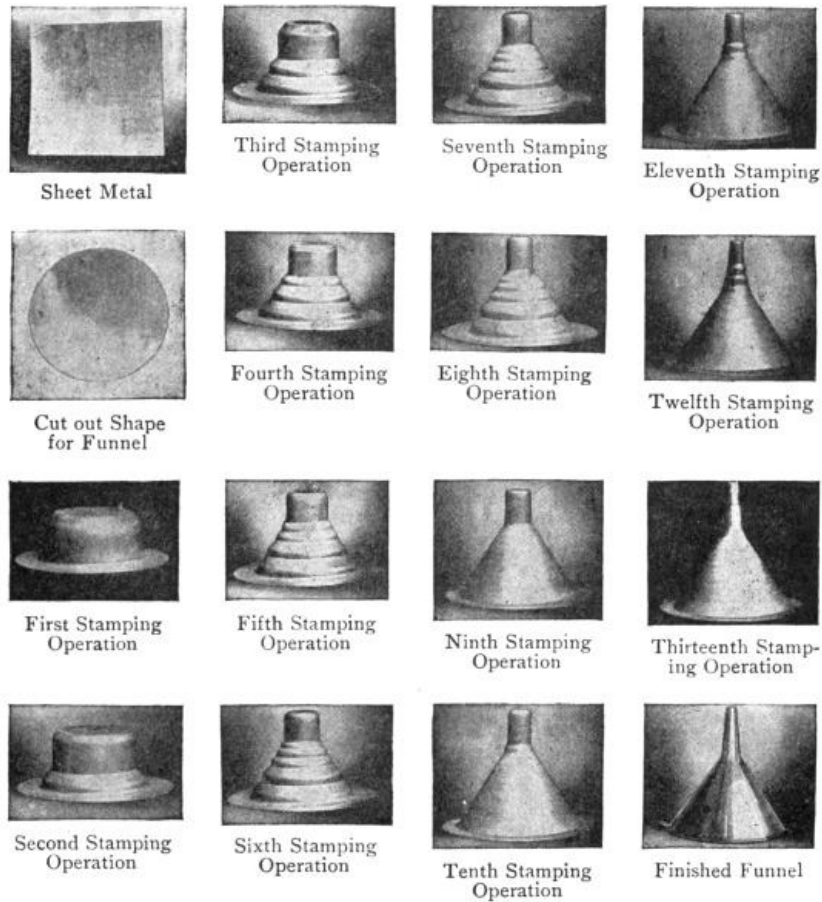 Sheet Metal
Cut out Shape
for Funnel
First Stamping
Operation
Second Stamping
Operation
Third Stamping
Operation
Fourth Stamping
Operation
Fifth Stamping
Operation
Sixth Stamping
Operation
Seventh Stamping
Operation
Eighth Stamping
Operation
Ninth Stamping
Operation
Tenth Stamping
Operation
Eleventh Stamping
Operation
Twelfth Stamping
Operation
Thirteenth Stamp-
ing Operation
Finished Funnel